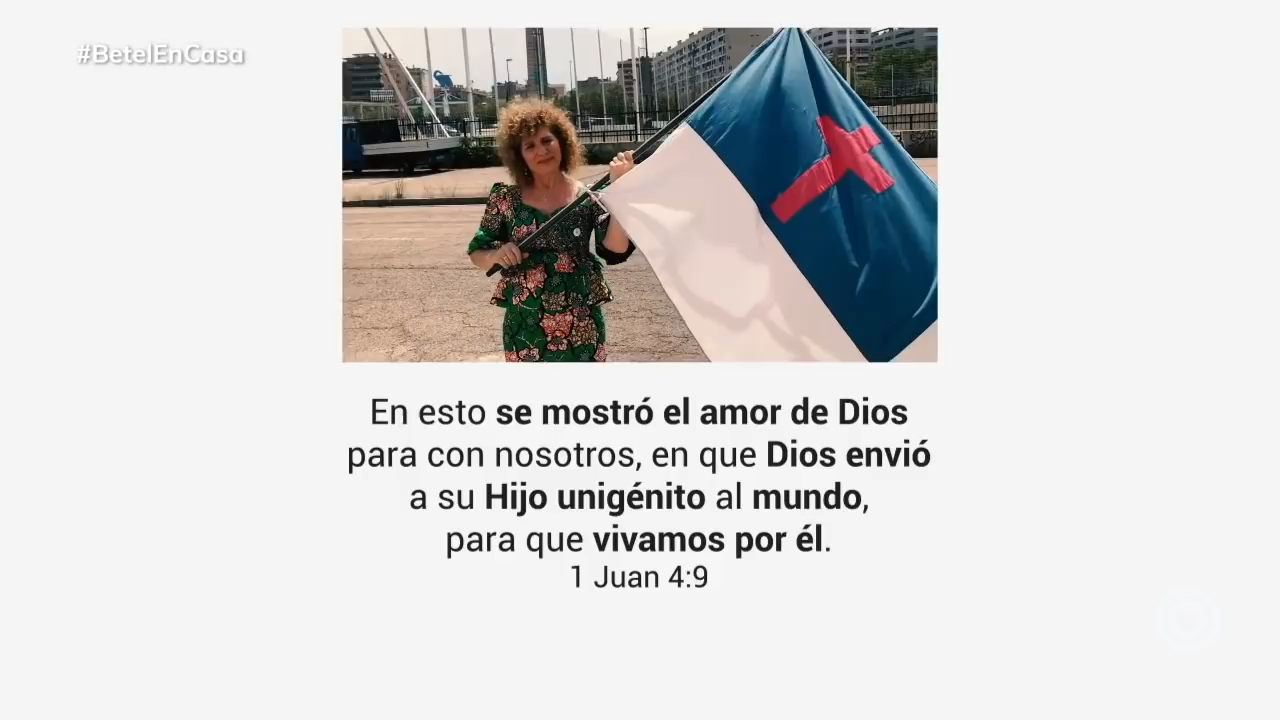 #BetelEnCasa
En esto se mostró el amor de Dios
para con nosotros, en que Dios envió
a su Hijo unigénito al mundo,
para que vivamos por él.
1 Juan 4:9